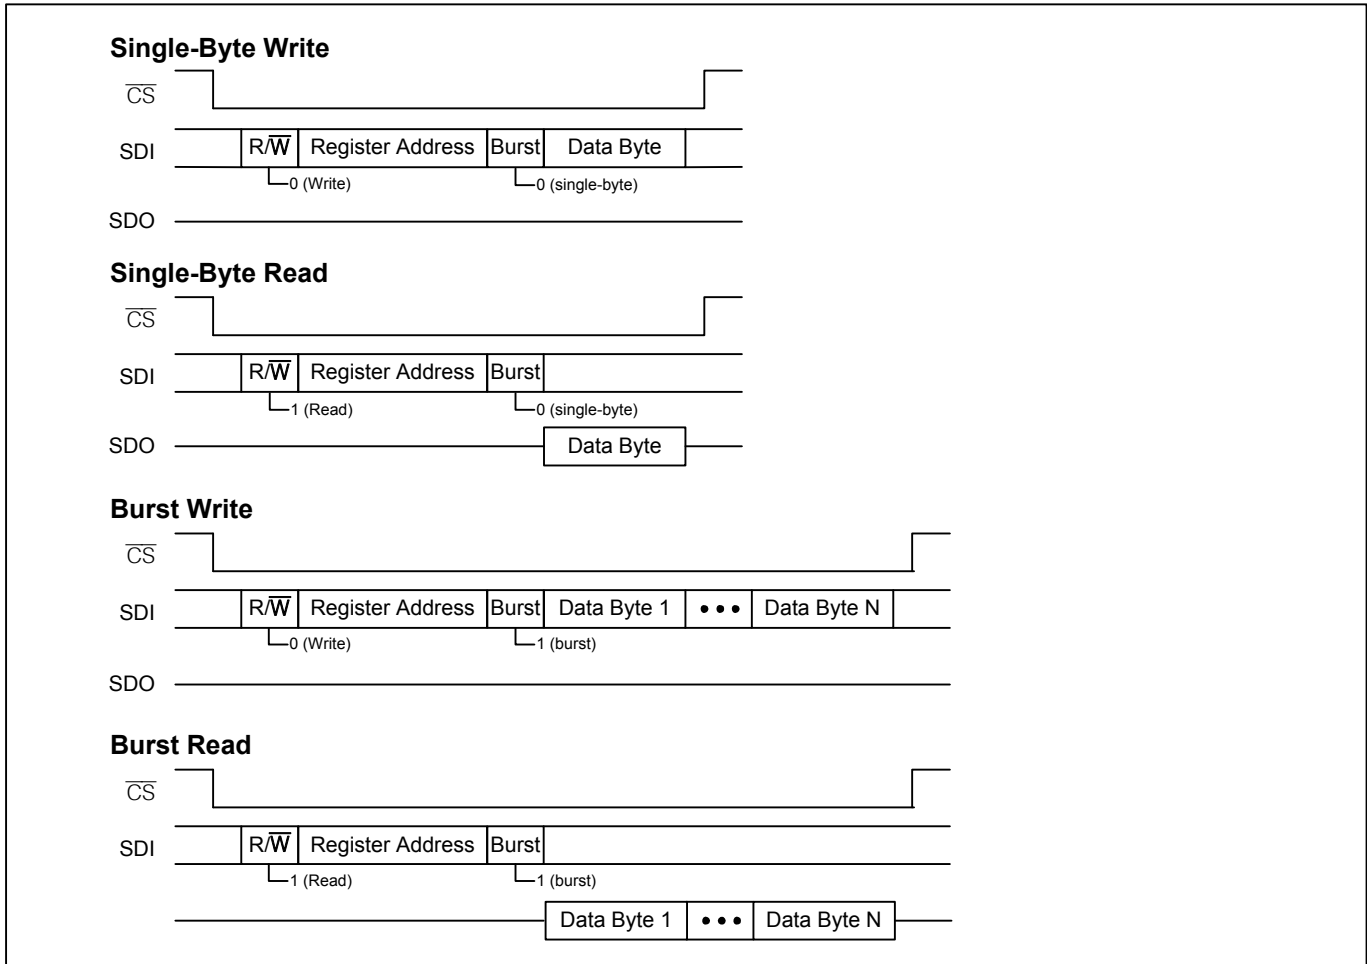 Single-Byte Write
CS
SDI R/W Register Address Burst Data Byte
0 (Write) 0 (single-byte)
SDO
Single-Byte Read
CS
SDI R/W Register Address Burst
1 (Read) 0 (single-byte)
SDO Data Byte
Burst Write
CS
SDI R/W Register Address Burst Data Byte 1 ••• Data Byte N
0 (Write) 1 (burst)
SDO
Burst Read
CS
SDI R/W Register Address Burst
1 (Read) 1 (burst)
Data Byte 1 ••• Data Byte N